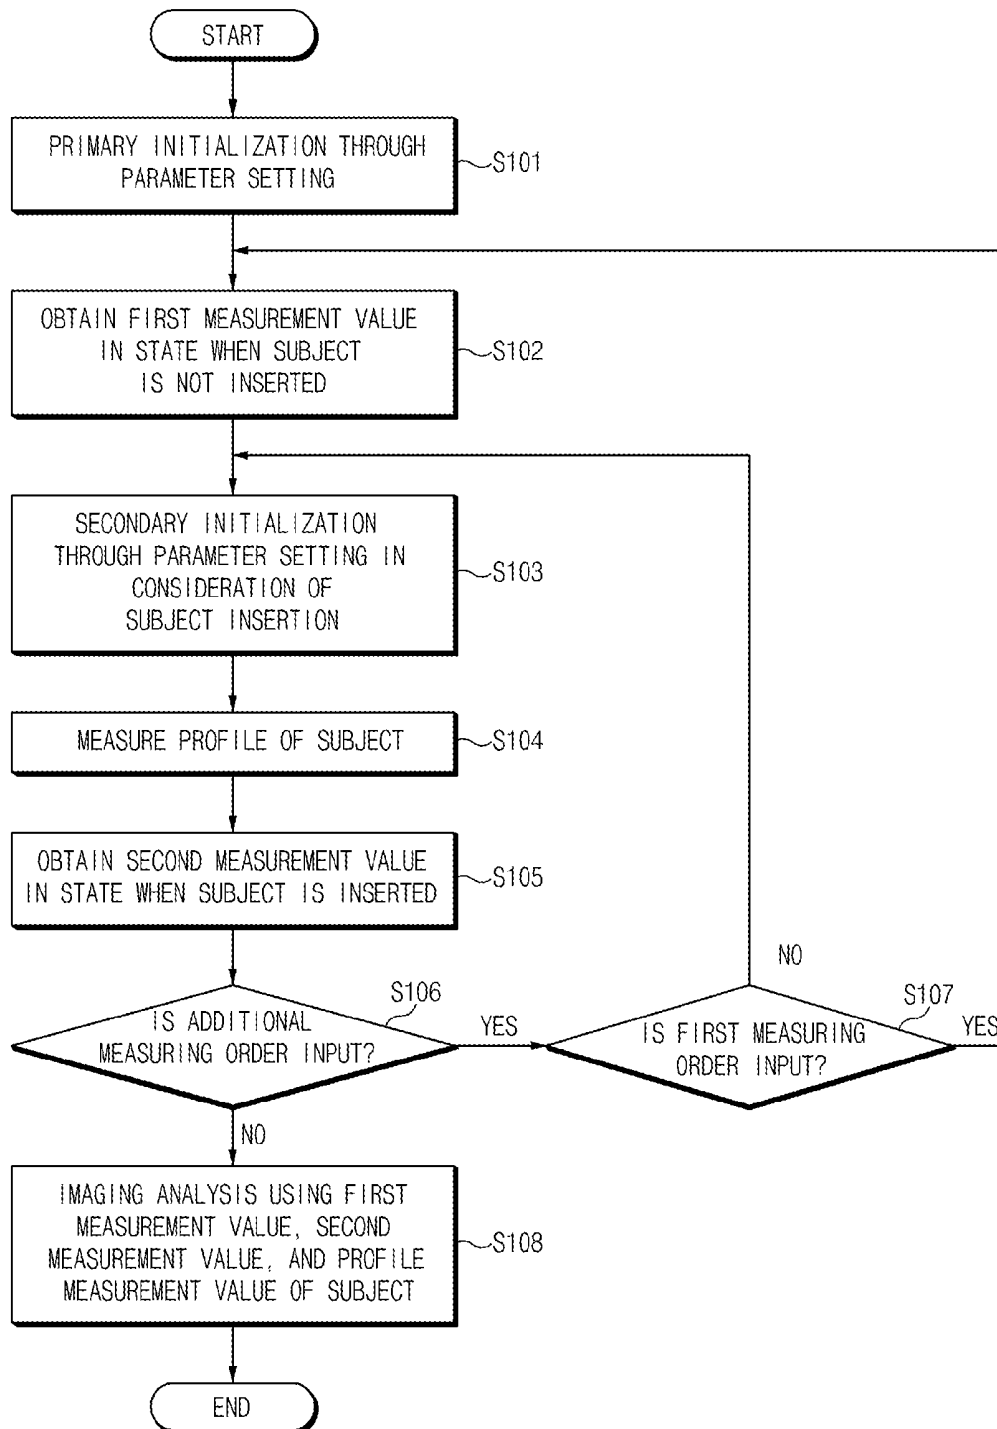 START
PRIMARY INITIALIZATION THROUGH
PARAMETER SETTING
S101
OBTAIN FIRST MEASUREMENT VALUE
IN STATE WHEN SUBJECT
IS NOT INSERTED
S102
SECONDARY INITIALIZATION
THROUGH PARAMETER SETTING IN
CONSIDERATION OF
SUBJECT INSERTION
S103
MEASURE PROFILE OF SUBJECT
S104
OBTAIN SECOND MEASUREMENT VALUE
IN STATE WHEN SUBJECT IS INSERTED
S105
IS ADDITIONAL
MEASURING ORDER INPUT?
S106
YES
NO
IS FIRST MEASURING
ORDER INPUT?
S107
YES
NO
IMAGING ANALYSIS USING FIRST
MEASUREMENT VALUE, SECOND
MEASUREMENT VALUE, AND PROFILE
MEASUREMENT VALUE OF SUBJECT
S108
END